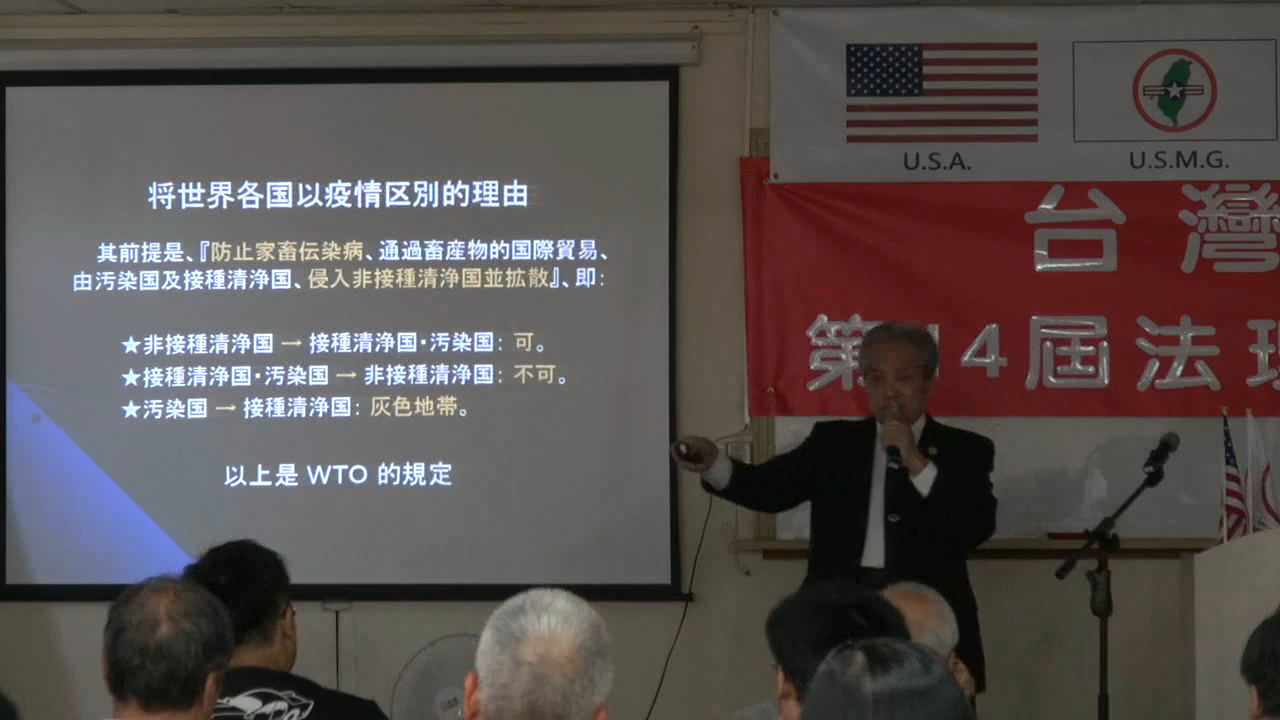 将世界各国以疫情区別的理由
其前提是、『防止家畜伝染病、通過畜産物的国際貿易、
由汚染国及接種清浄国、侵入非接種清浄国並拡散』、即：
★非接種清浄国 → 接種清浄国・汚染国： 可。
★接種清浄国・汚染国 → 非接種清浄国： 不可。
★汚染国 → 接種清浄国： 灰色地帯。
以上是 WTO 的規定
U.S.A.
U.S.M.G.
台灣
第14屆法理